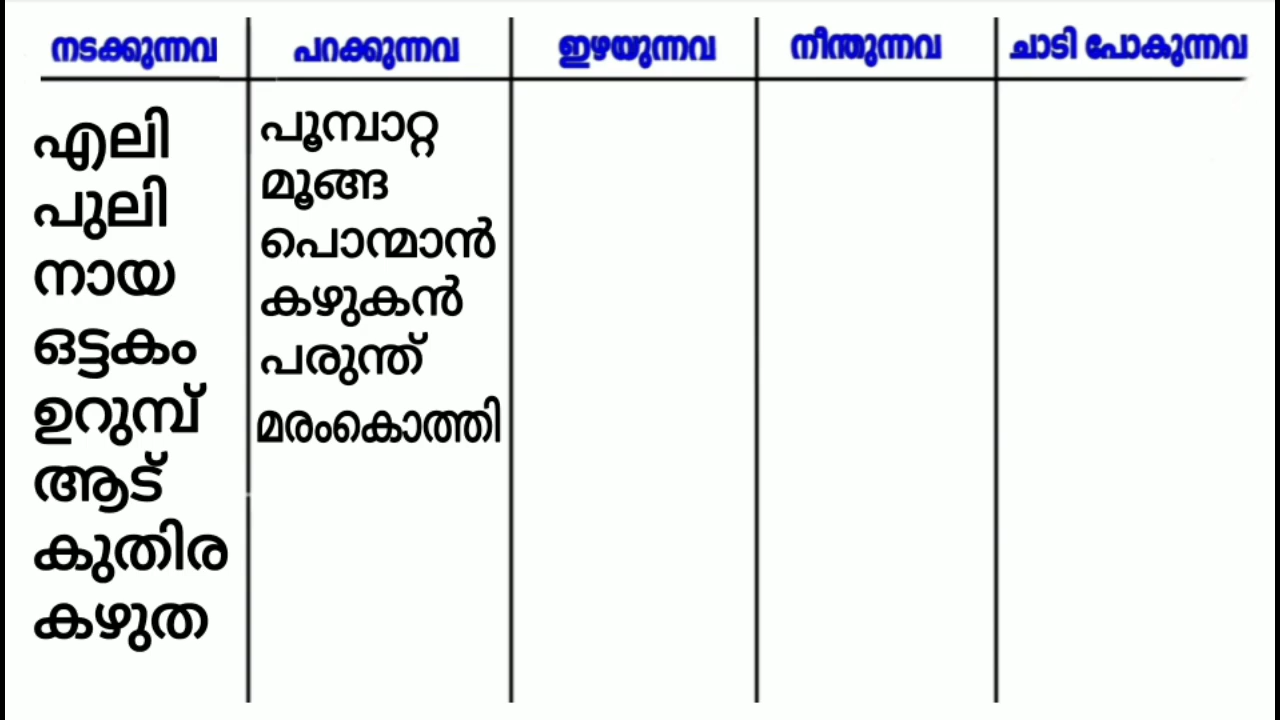 നടക്കുന്നവ
പറക്കുന്നവ
ഇഴയുന്നവ
നീന്തുന്നവ
ചാടി പോകുന്നവ
എലി
പുലി
നായ
ഒട്ടകം
ഉറുമ്പ്
ആട്
കുതിര
കഴുത
പൂമ്പാറ്റ
മൂങ്ങ
പൊന്മാൻ
കഴുകൻ
പരുന്ത്
മരംകൊത്തി